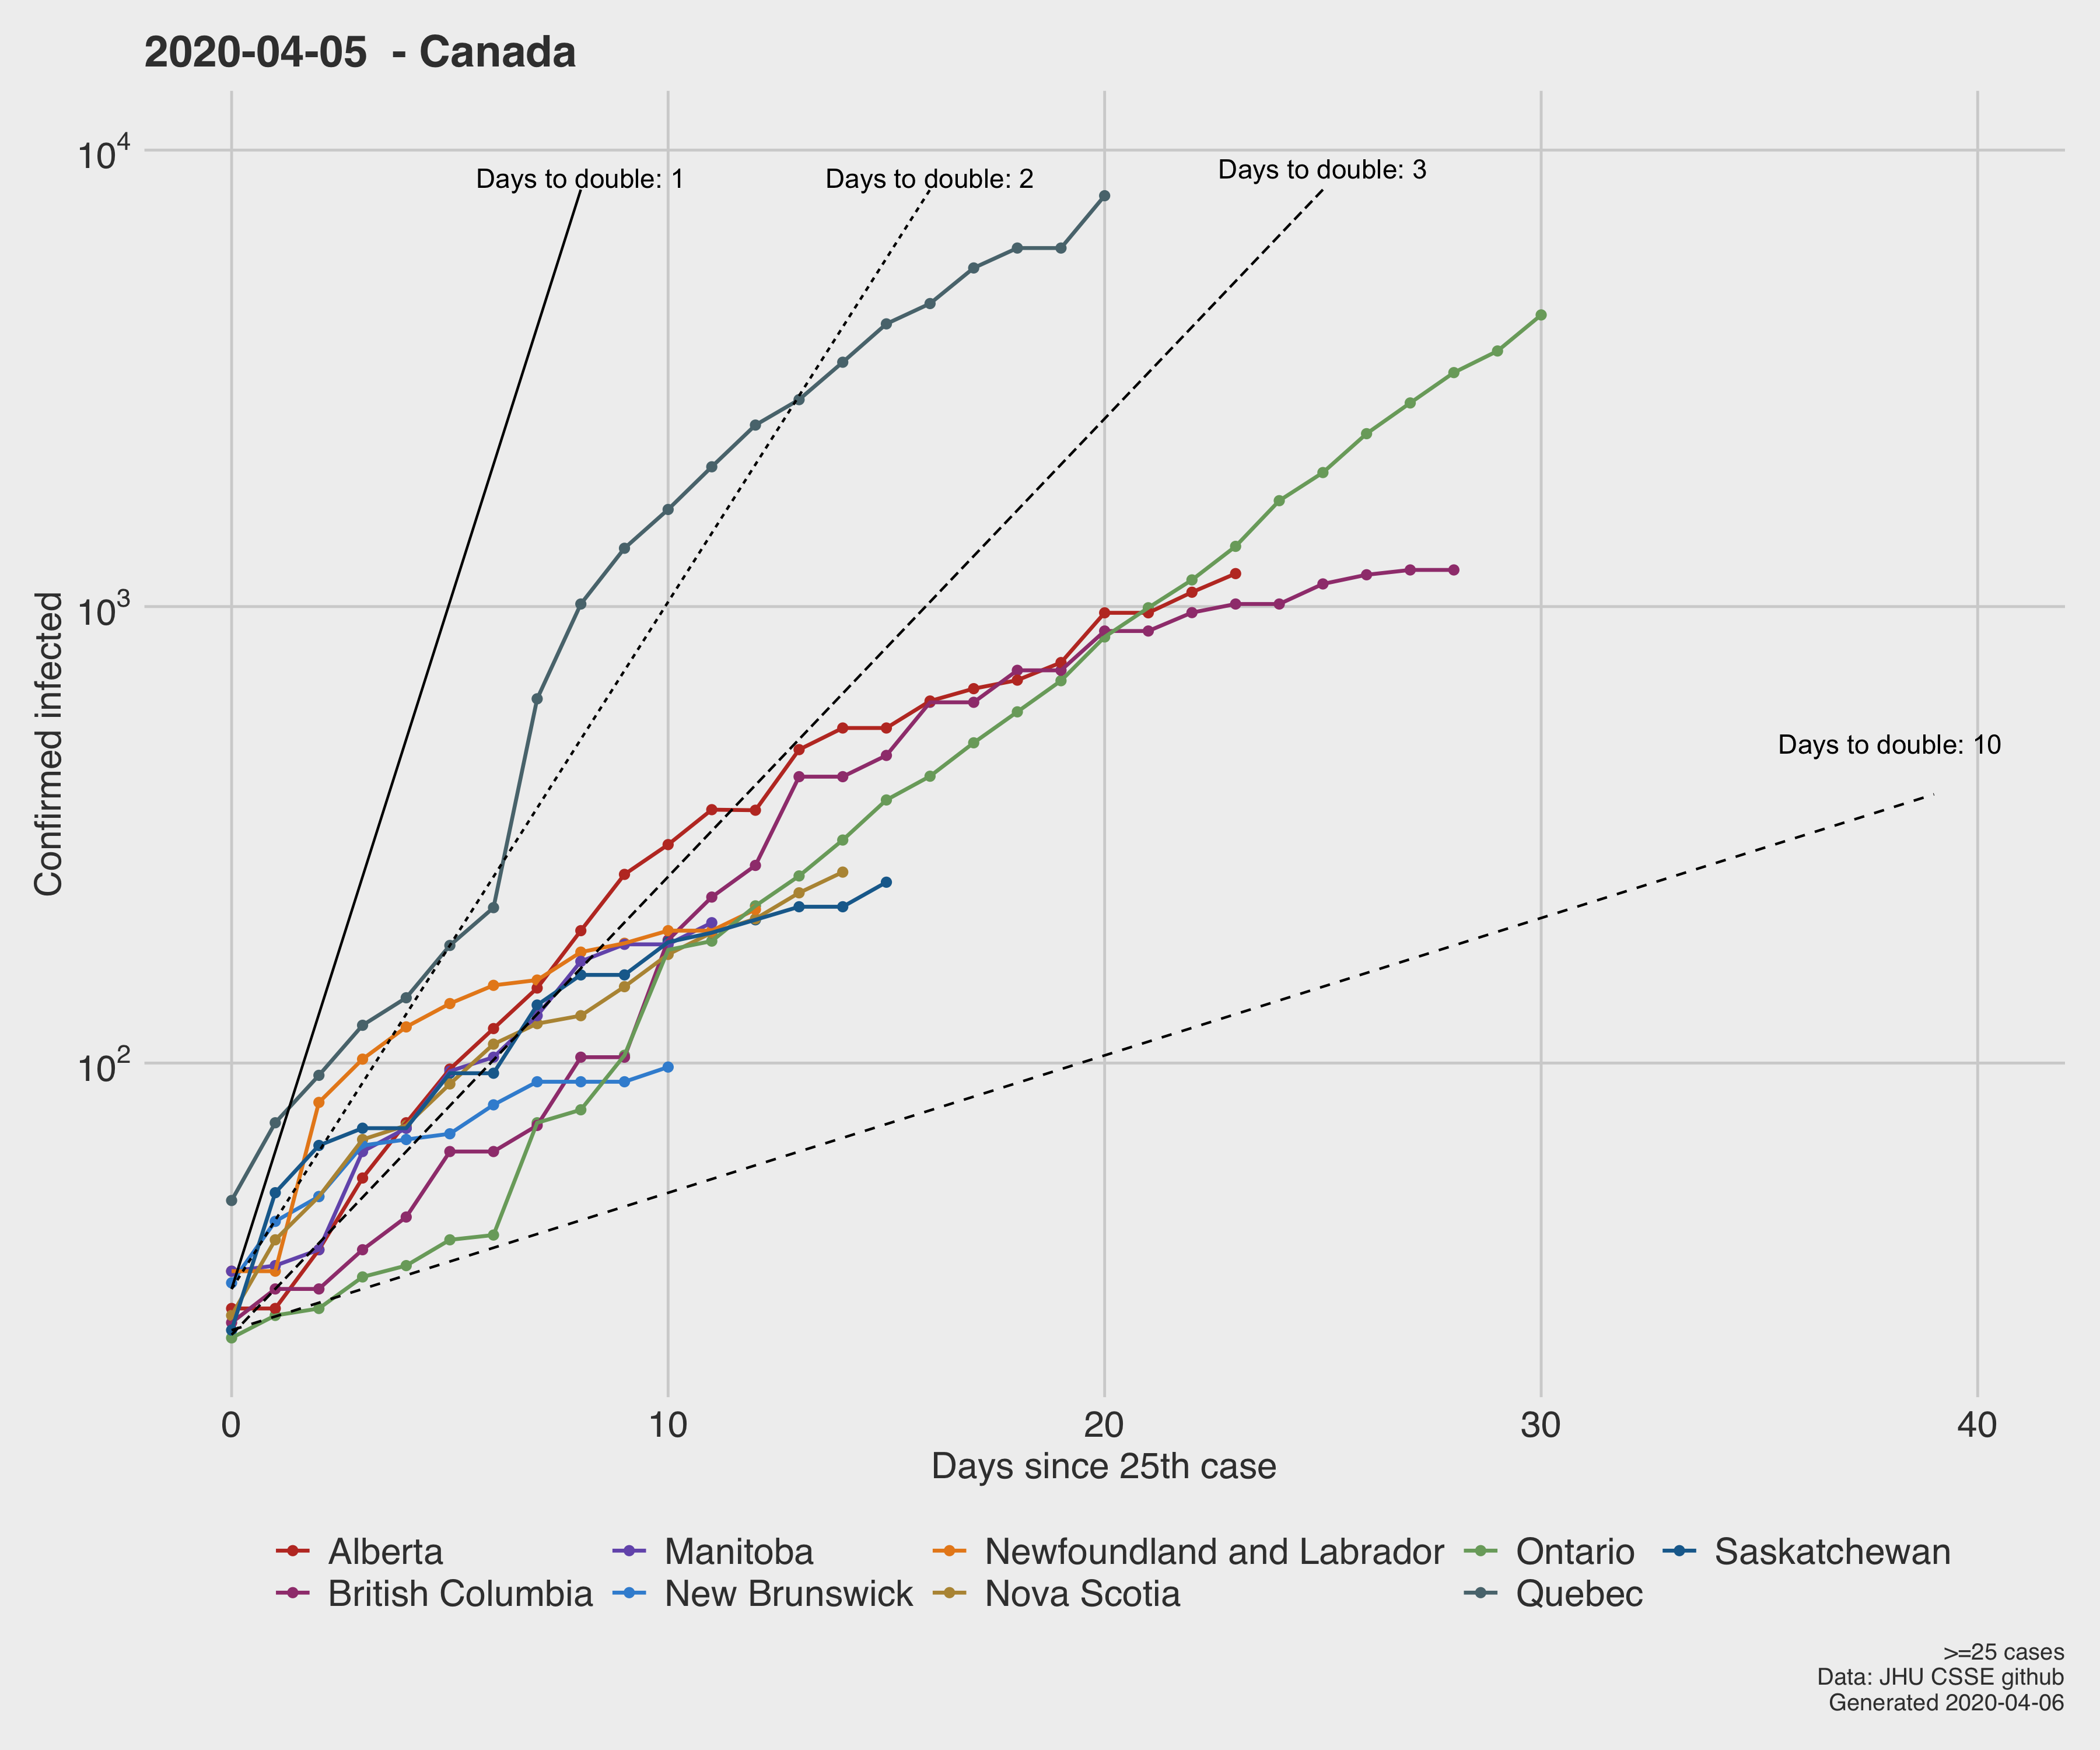 2020-04-05  - Canada
10^4
Days to double: 1
Days to double: 2
Days to double: 3
10^3
Days to double: 10
10^2
Confirmed infected
0
10
20
30
40
Days since 25th case
Alberta
Manitoba
Newfoundland and Labrador
Ontario
Saskatchewan
British Columbia
New Brunswick
Nova Scotia
Quebec
>=25 cases
Data: JHU CSSE github
Generated 2020-04-06